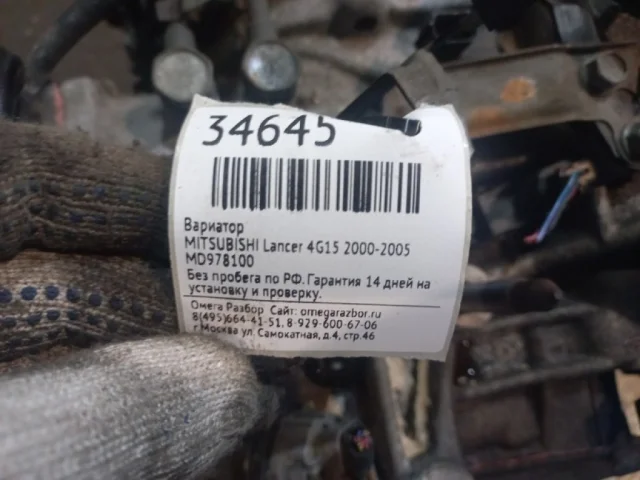 34645
Вариатор
MITSUBISHI Lancer 4G15 2000-2005
MD978100
Без пробега по РФ. Гарантия 14 дней на
установку и проверку.
Омега Разбор Сайт: omegarazbor.ru
8(495)664-41-51, 8-929-600-67-06
г.Москва ул. Самокатная, д.4, стр.46